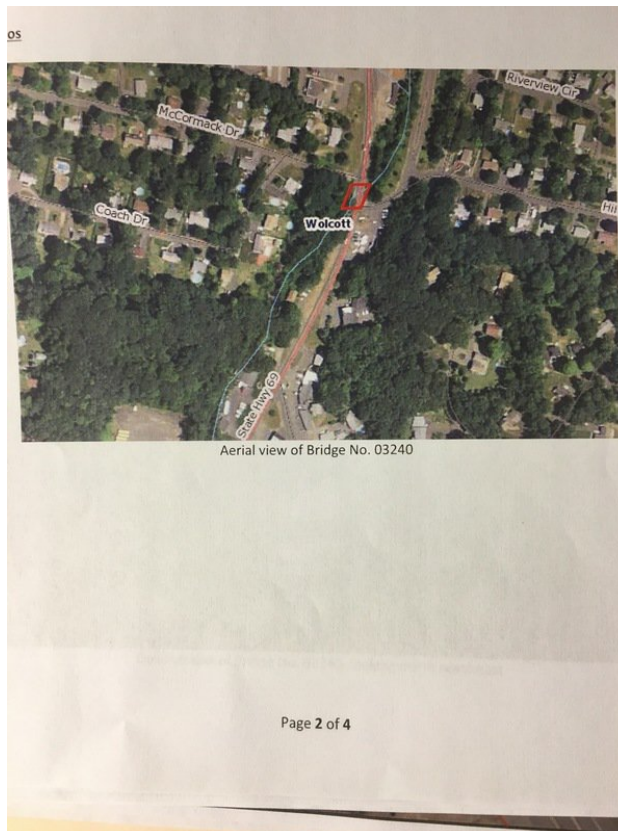 os
Riverview Cir
McCormack Dr
Coach Dr
Hil
Wolcott
State Hwy 69
Aerial view of Bridge No. 03240
Page 2 of 4